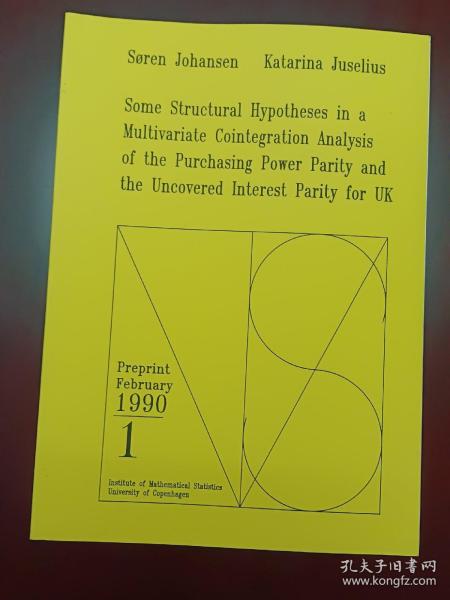 Søren Johansen Katarina Juselius
Some Structural Hypotheses in a
Multivariate Cointegration Analysis
of the Purchasing Power Parity and
the Uncovered Interest Parity for UK
Preprint
February
1990
1
Institute of Mathematical Statistics
University of Copenhagen
孔夫子旧书网
www.kongfz.com